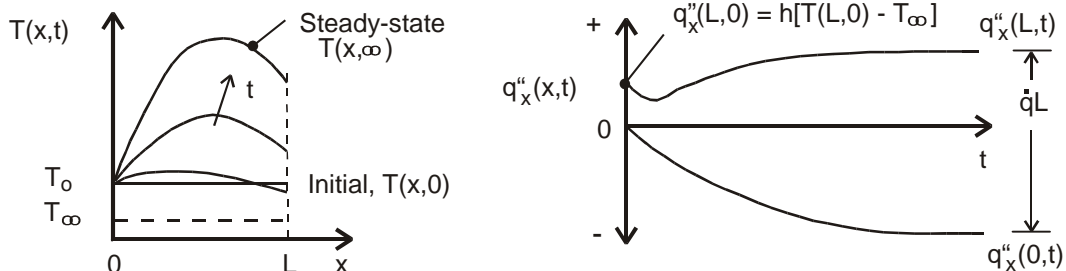 T(x,t)
Steady-state
T(x,∞)
t
T₀
Initial, T(x,0)
T∞
0
L
x
+
q"ₓ(L,0) = h[T(L,0) - T∞]
q"ₓ(L,t)
q"ₓ(x,t)
q̇L
0
t
-
q"ₓ(0,t)